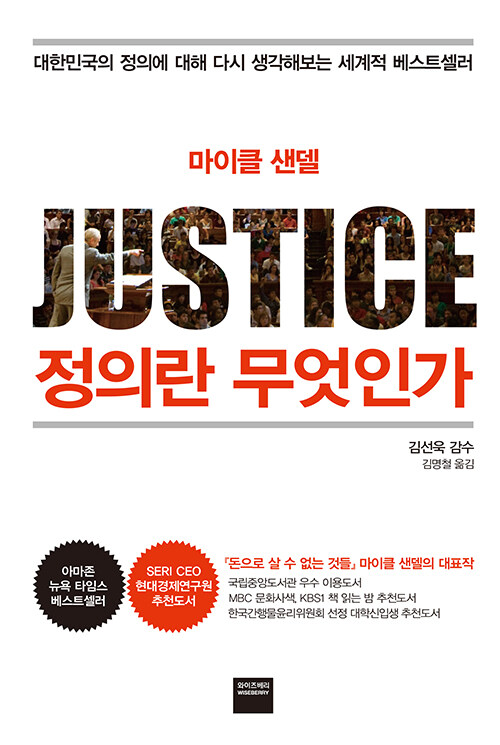 대한민국의 정의에 대해 다시 생각해보는 세계적 베스트셀러
마이클 샌델
JUSTICE
정의란 무엇인가
김선욱 감수
김명철 옮김
아마존
뉴욕 타임스
베스트셀러
SERI CEO
현대경제연구원
추천도서
『돈으로 살 수 없는 것들』 마이클 샌델의 대표작
국립중앙도서관 우수 이용도서
MBC 문화사색, KBS1 책 읽는 밤 추천도서
한국간행물윤리위원회 선정 대학신입생 추천도서
와이즈베리
WISEBERRY